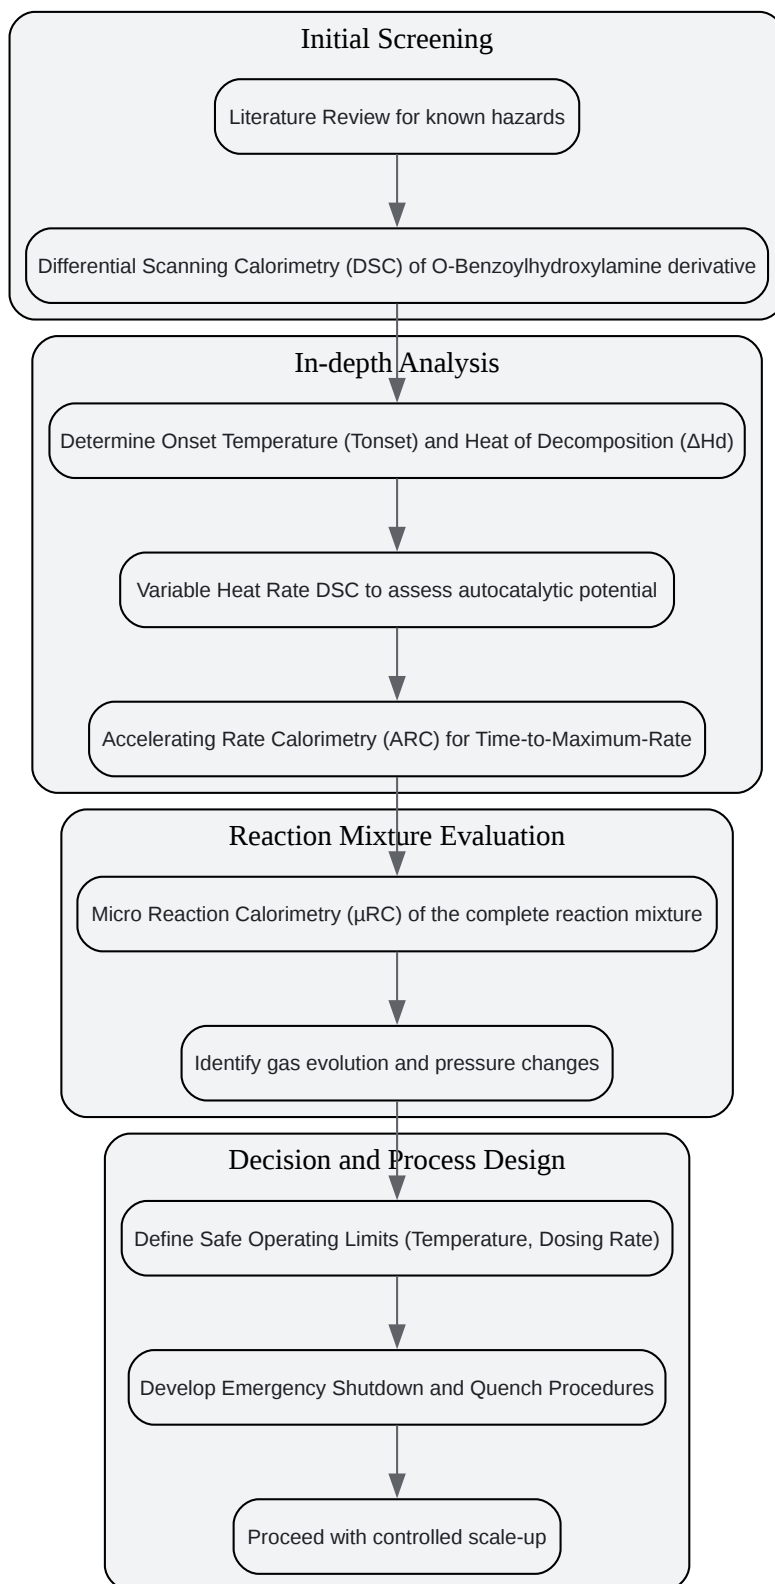 Initial Screening
Literature Review for known hazards
Differential Scanning Calorimetry (DSC) of O-Benzoylhydroxylamine derivative
In-depth Analysis
Determine Onset Temperature (Tonset) and Heat of Decomposition (ΔHd)
Variable Heat Rate DSC to assess autocatalytic potential
Accelerating Rate Calorimetry (ARC) for Time-to-Maximum-Rate
Reaction Mixture Evaluation
Micro Reaction Calorimetry (μRC) of the complete reaction mixture
Identify gas evolution and pressure changes
Decision and Process Design
Define Safe Operating Limits (Temperature, Dosing Rate)
Develop Emergency Shutdown and Quench Procedures
Proceed with controlled scale-up